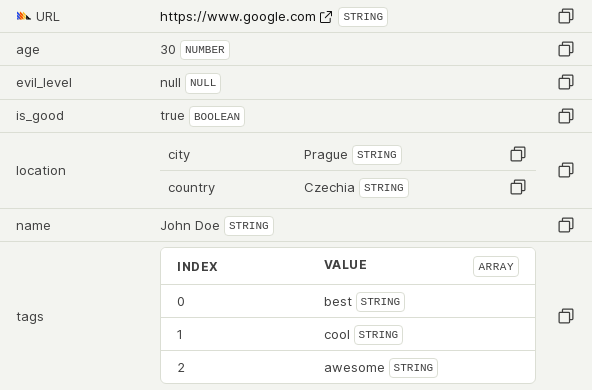 URL https://www.google.com STRING
age 30 NUMBER
evil_level null NULL
is_good true BOOLEAN
location
city Prague STRING
country Czechia STRING
name John Doe STRING
tags
INDEX VALUE ARRAY
0 best STRING
1 cool STRING
2 awesome STRING